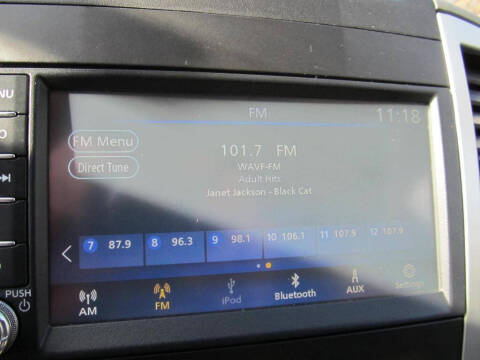 FM
11:18
FM Menu
Direct Tune
101.7 FM
WAVF-FM
Adult Hits
Janet Jackson - Black Cat
7 87.9
8 96.3
9 98.1
10 106.1
11 107.9
12 107.9
AM
FM
iPod
Bluetooth
AUX
Settings
NU
PUSH